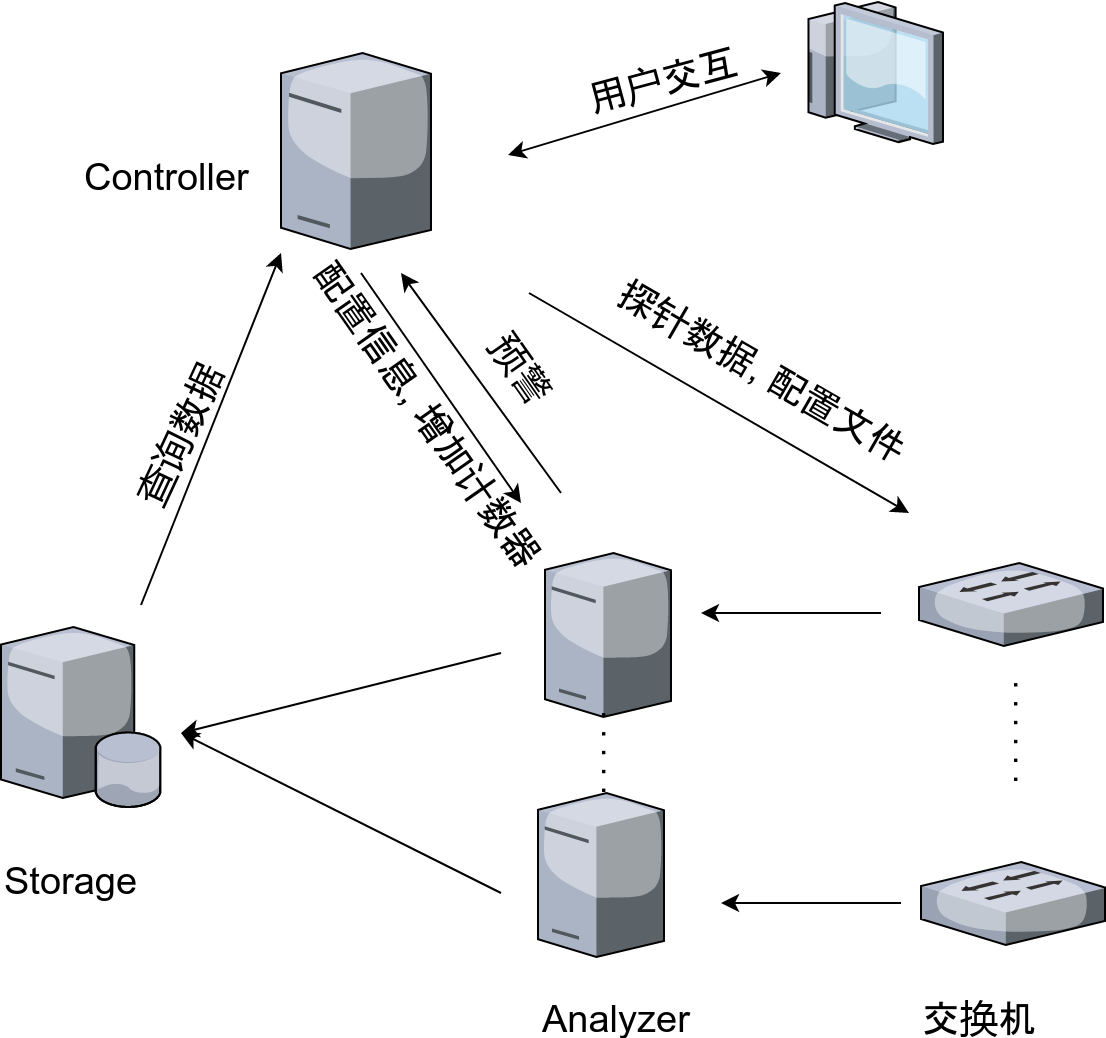 用户交互
Controller
配置信息, 增加计数器
预警
探针数据, 配置文件
查询数据
Storage
Analyzer
交换机